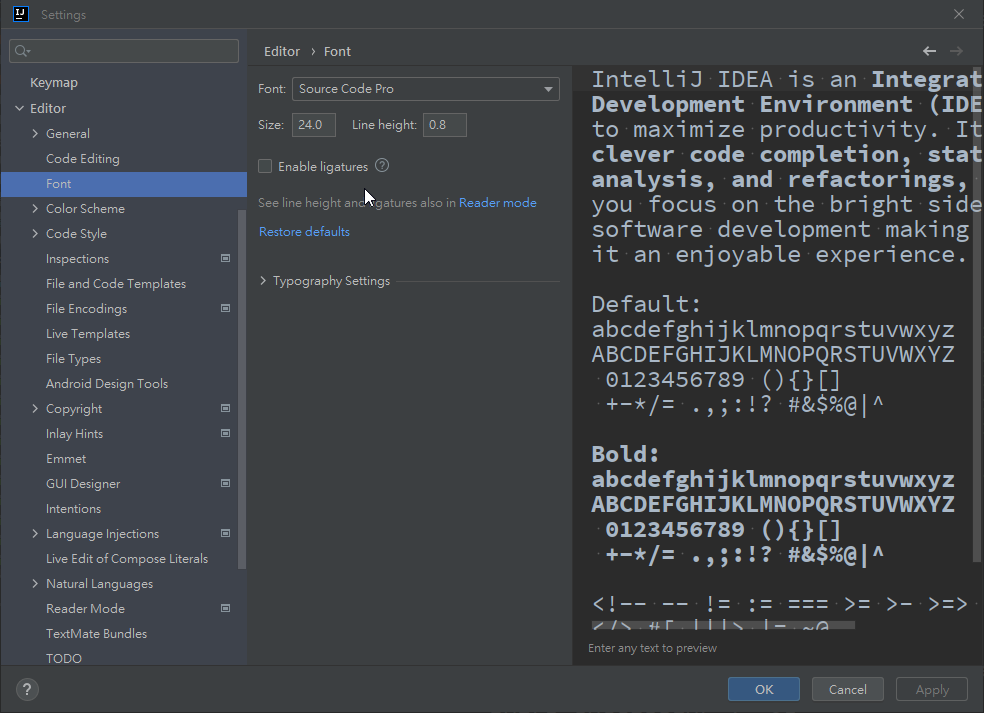 IJ
Settings
Keymap
Editor
General
Code Editing
Font
Color Scheme
Code Style
Inspections
File and Code Templates
File Encodings
Live Templates
File Types
Android Design Tools
Copyright
Inlay Hints
Emmet
GUI Designer
Intentions
Language Injections
Live Edit of Compose Literals
Natural Languages
Reader Mode
TextMate Bundles
TODO
Editor › Font
Font: Source Code Pro
Size: 24.0 Line height: 0.8
Enable ligatures ?
See line height and ligatures also in Reader mode
Restore defaults
Typography Settings
IntelliJ IDEA is an Integrat
Development Environment (IDE
to maximize productivity. It
clever code completion, stat
analysis, and refactorings,
you focus on the bright side
software development making
it an enjoyable experience.
Default:
abcdefghijklmnopqrstuvwxyz
ABCDEFGHIJKLMNOPQRSTUVWXYZ
0123456789 (){}[]
+-*/= .,;:!? #&$%@|^
Bold:
abcdefghijklmnopqrstuvwxyz
ABCDEFGHIJKLMNOPQRSTUVWXYZ
0123456789 (){}[]
+-*/= .,;:!? #&$%@|^
<!-- -- != := === >= >- >=>
Enter any text to preview
?
OK
Cancel
Apply